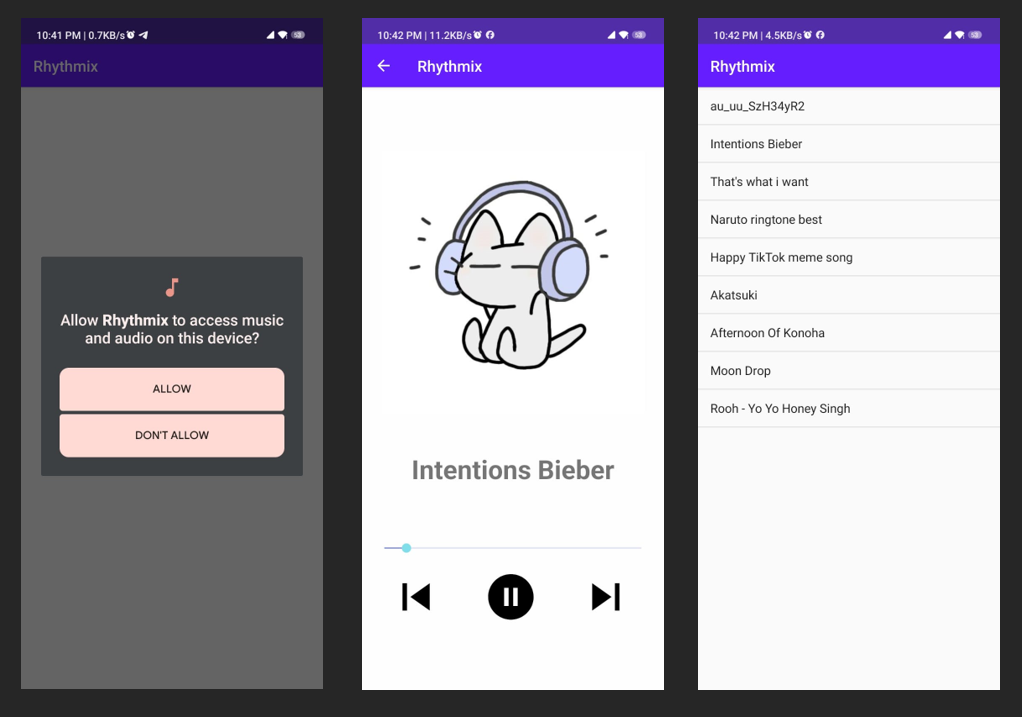 10:41 PM | 0.7KB/s
53
Rhythmix
Allow Rhythmix to access music
and audio on this device?
ALLOW
DON'T ALLOW
10:42 PM | 11.2KB/s
53
Rhythmix
Intentions Bieber
10:42 PM | 4.5KB/s
53
Rhythmix
au_uu_SzH34yR2
Intentions Bieber
That's what i want
Naruto ringtone best
Happy TikTok meme song
Akatsuki
Afternoon Of Konoha
Moon Drop
Rooh - Yo Yo Honey Singh